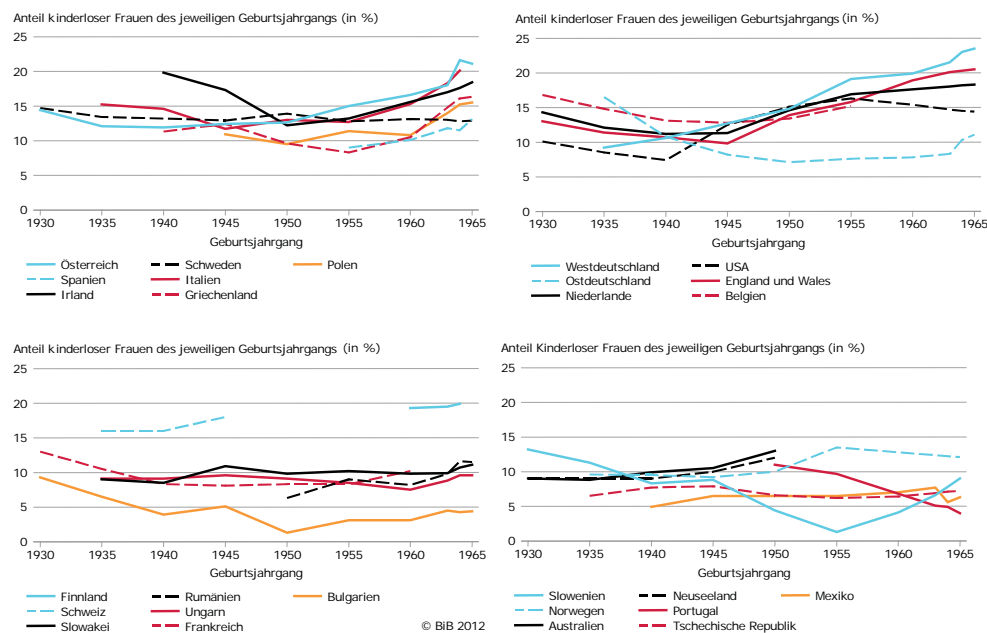 Anteil kinderloser Frauen des jeweiligen Geburtsjahrgangs (in %)
25
20
15
10
5
0
1930 1935 1940 1945 1950 1955 1960 1965
Geburtsjahrgang
Österreich Schweden Polen
Spanien Italien
Irland Griechenland
Anteil kinderloser Frauen des jeweiligen Geburtsjahrgangs (in %)
25
20
15
10
5
0
1930 1935 1940 1945 1950 1955 1960 1965
Geburtsjahrgang
Westdeutschland USA
Ostdeutschland England und Wales
Niederlande Belgien
Anteil kinderloser Frauen des jeweiligen Geburtsjahrgangs (in %)
25
20
15
10
5
0
1930 1935 1940 1945 1950 1955 1960 1965
Geburtsjahrgang
Finnland Rumänien Bulgarien
Schweiz Ungarn
Slowakei Frankreich
© BiB 2012
Anteil Kinderloser Frauen des jeweiligen Geburtsjahrgangs (in %)
25
20
15
10
5
0
1930 1935 1940 1945 1950 1955 1960 1965
Geburtsjahrgang
Slowenien Neuseeland Mexiko
Norwegen Portugal
Australien Tschechische Republik